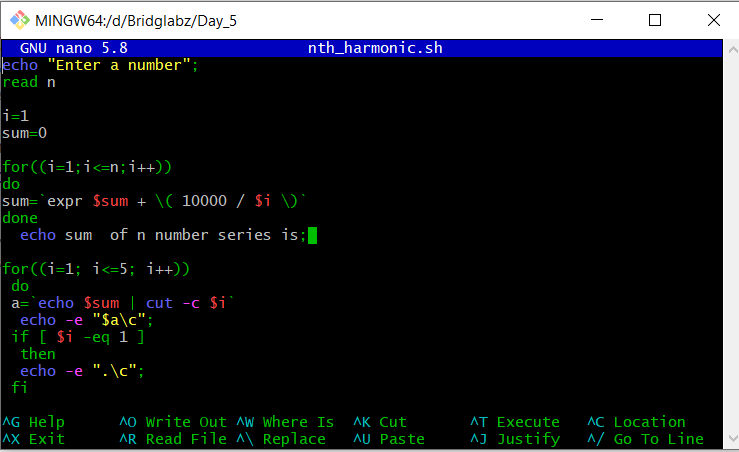 MINGW64:/d/Bridglabz/Day_5
GNU nano 5.8 nth_harmonic.sh
echo "Enter a number";
read n
i=1
sum=0
for((i=1;i<=n;i++))
do
sum=`expr $sum + \( 10000 / $i \)`
done
echo sum  of n number series is;
for((i=1; i<=5; i++))
do
a=`echo $sum | cut -c $i`
echo -e "$a\c";
if [ $i -eq 1 ]
then
echo -e ".\c";
fi
^G Help ^O Write Out ^W Where Is ^K Cut ^T Execute ^C Location
^X Exit ^R Read File ^\ Replace ^U Paste ^J Justify ^/ Go To Line